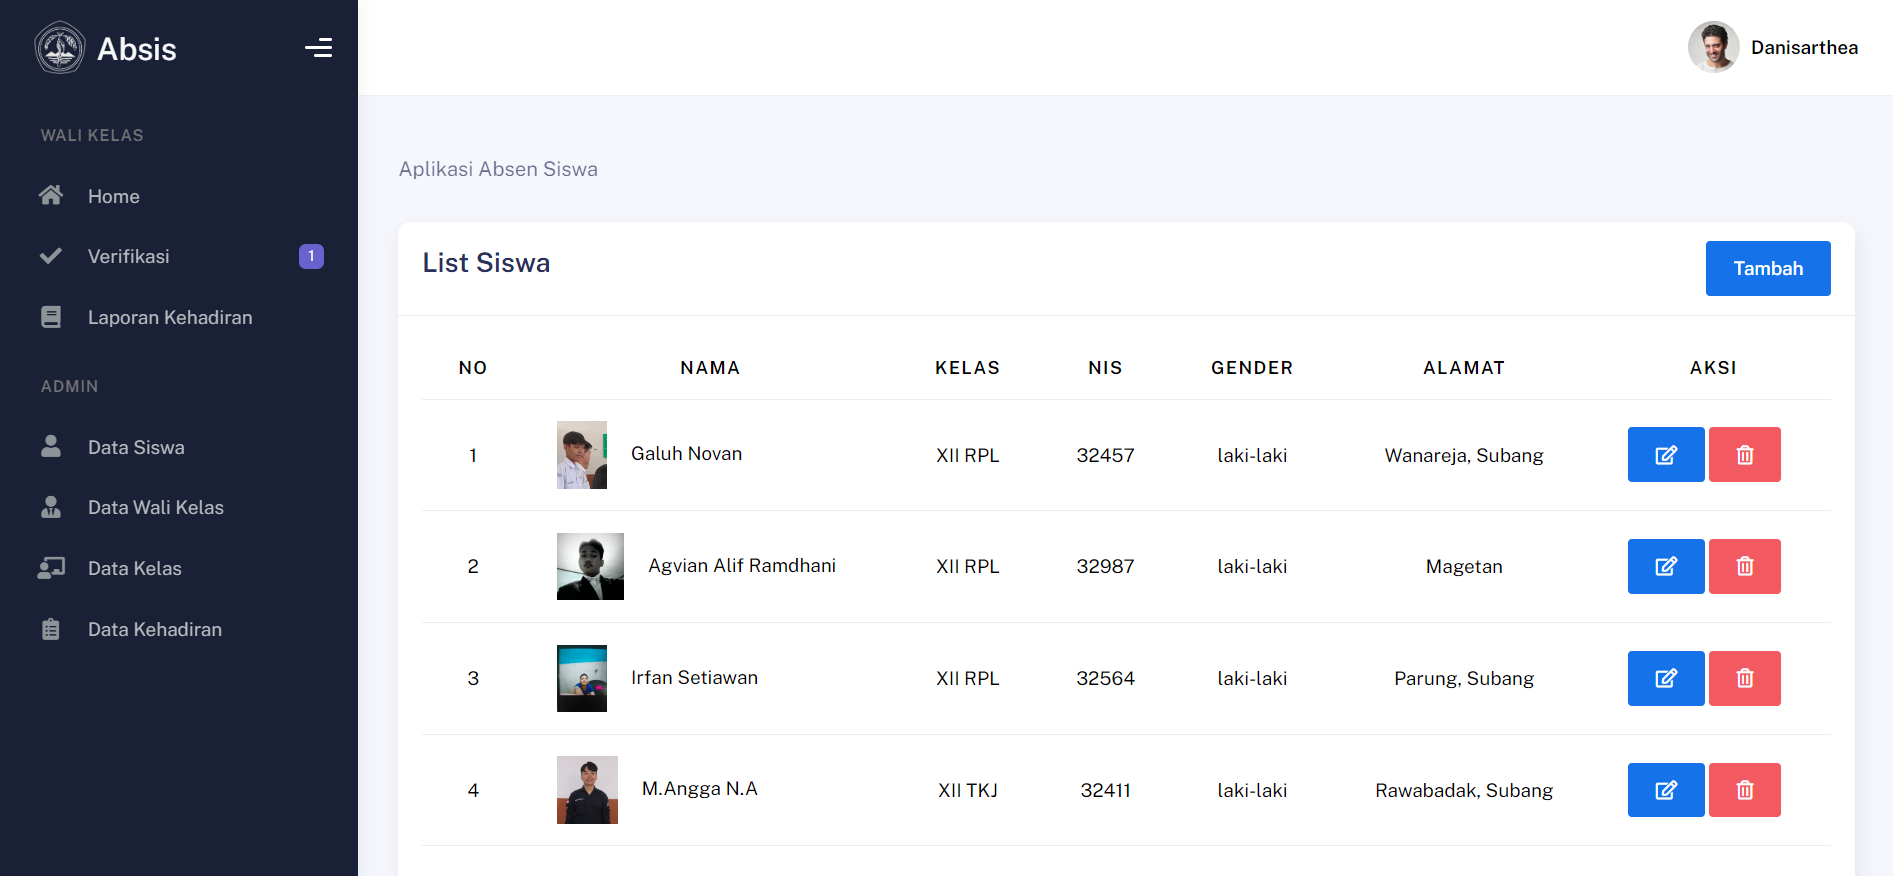 Absis
Danisarthea
WALI KELAS
Home
Verifikasi 1
Laporan Kehadiran
ADMIN
Data Siswa
Data Wali Kelas
Data Kelas
Data Kehadiran
Aplikasi Absen Siswa
List Siswa
Tambah
NO NAMA KELAS NIS GENDER ALAMAT AKSI
1 Galuh Novan XII RPL 32457 laki-laki Wanareja, Subang
2 Agvian Alif Ramdhani XII RPL 32987 laki-laki Magetan
3 Irfan Setiawan XII RPL 32564 laki-laki Parung, Subang
4 M.Angga N.A XII TKJ 32411 laki-laki Rawabadak, Subang